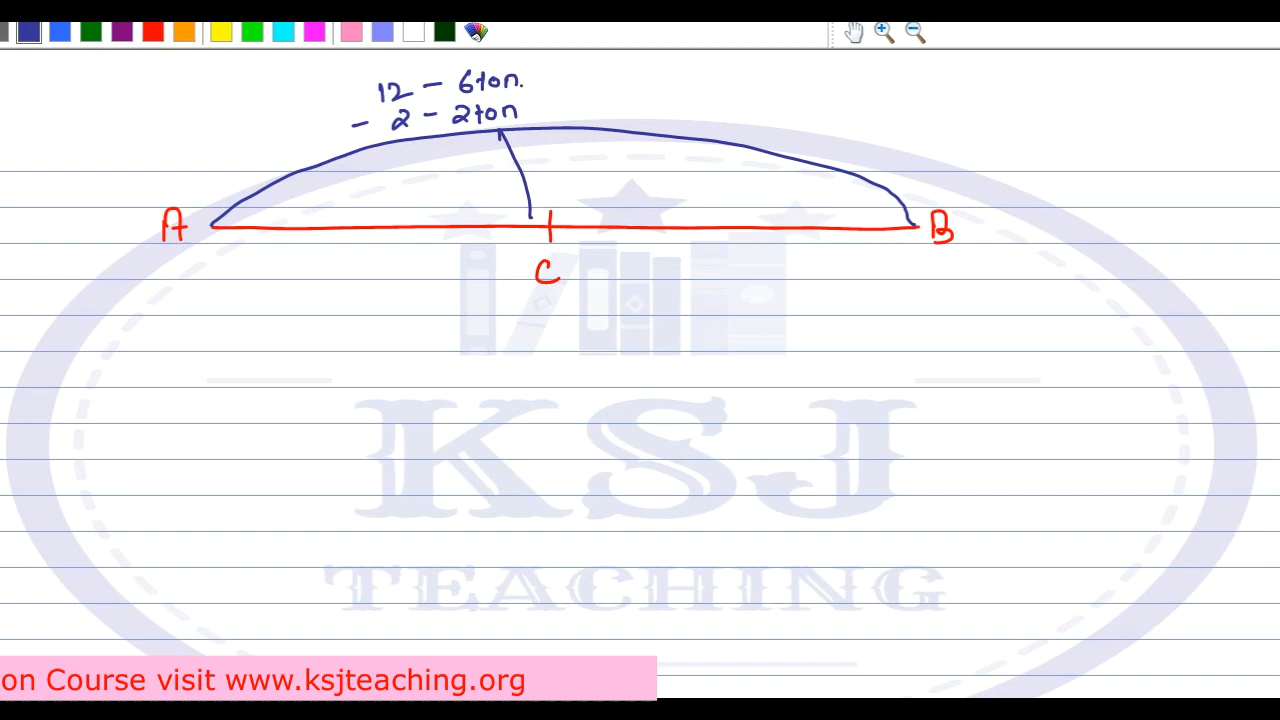 12 - 6ton.
- 2 - 2ton
A B
C
KSJ
TEACHING
on Course visit www.ksjteaching.org